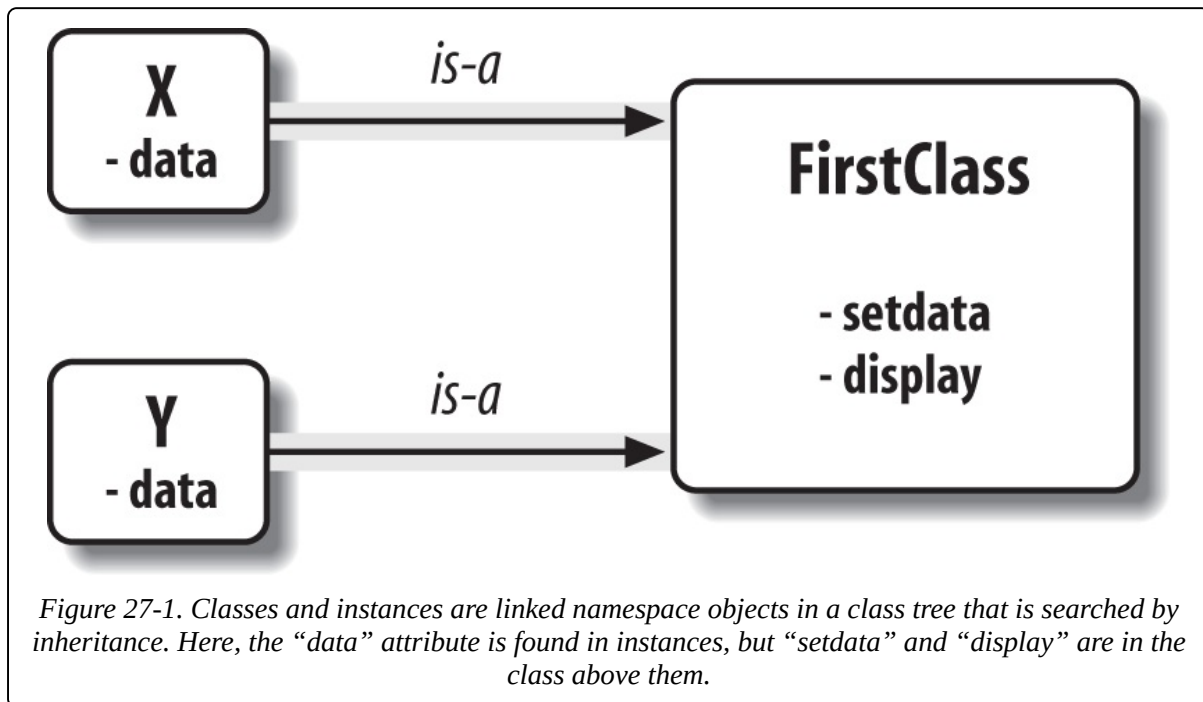 X
- data
is-a
FirstClass
- setdata
- display
Y
- data
is-a
Figure 27-1. Classes and instances are linked namespace objects in a class tree that is searched by
inheritance. Here, the “data” attribute is found in instances, but “setdata” and “display” are in the
class above them.